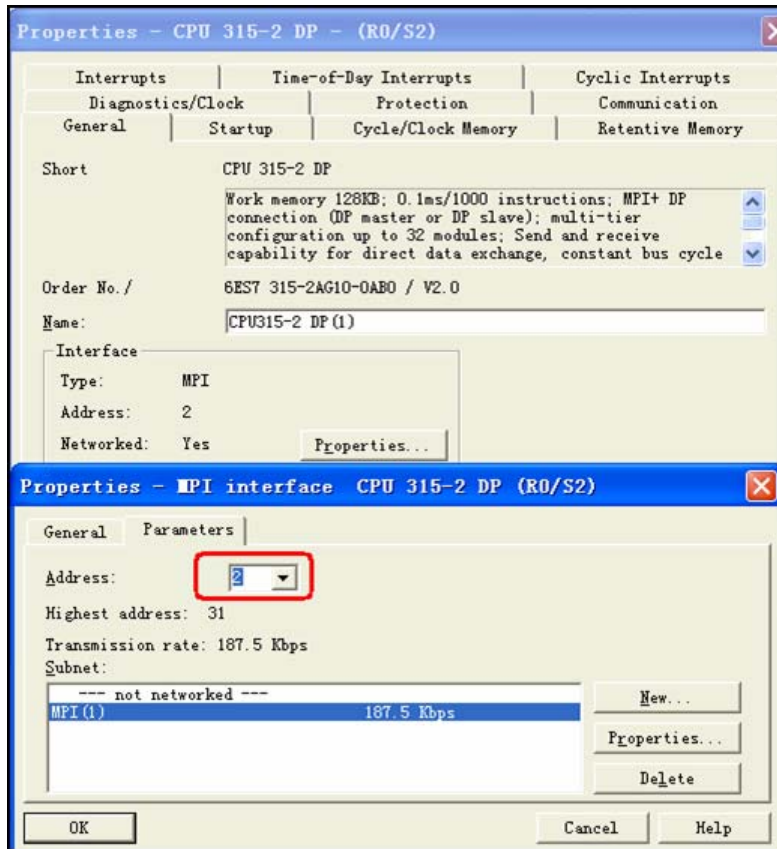 Properties - CPU 315-2 DP - (R0/S2)
Interrupts Time-of-Day Interrupts Cyclic Interrupts
Diagnostics/Clock Protection Communication
General Startup Cycle/Clock Memory Retentive Memory
Short CPU 315-2 DP
Work memory 128KB; 0.1ms/1000 instructions; MPI+ DP
connection (DP master or DP slave); multi-tier
configuration up to 32 modules; Send and receive
capability for direct data exchange, constant bus cycle
Order No./ 6ES7 315-2AG10-0AB0 / V2.0
Name: CPU315-2 DP(1)
Interface
Type: MPI
Address: 2
Networked: Yes Properties...
Properties - MPI interface CPU 315-2 DP (R0/S2)
General Parameters
Address: 2
Highest address: 31
Transmission rate: 187.5 Kbps
Subnet:
--- not networked ---
MPI(1) 187.5 Kbps
New...
Properties...
Delete
OK Cancel Help